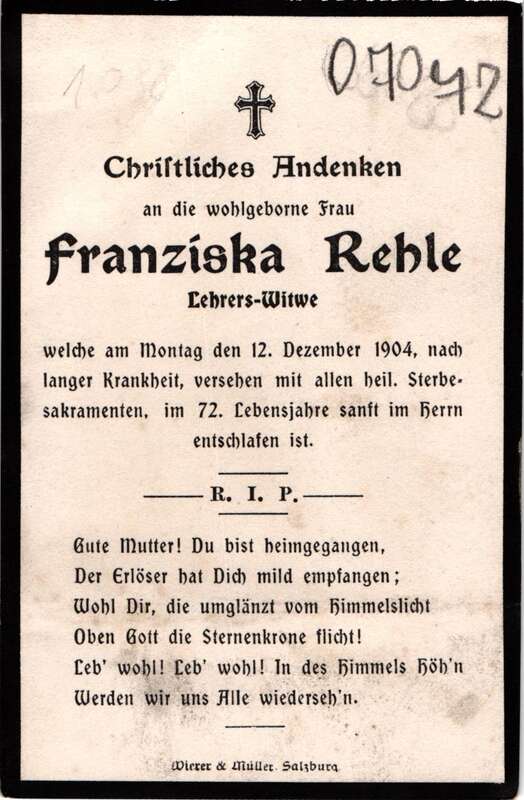 07072
Chriſtliches Andenken
an die wohlgeborne Frau
Franziska Rehle
Lehrers-Witwe
welche am Montag den 12. Dezember 1904, nach
langer Krankheit, versehen mit allen heil. Sterbe-
sakramenten, im 72. Lebensjahre sanft im Herrn
entschlafen ist.
R. I. P.
Gute Mutter! Du bist heimgegangen,
Der Erlöser hat Dich mild empfangen;
Wohl Dir, die umglänzt vom Himmelslicht
Oben Gott die Sternenkrone flicht!
Leb' wohl! Leb' wohl! In des Himmels Höh'n
Werden wir uns Alle wiederseh'n.
Wierer & Müller, Salzburg